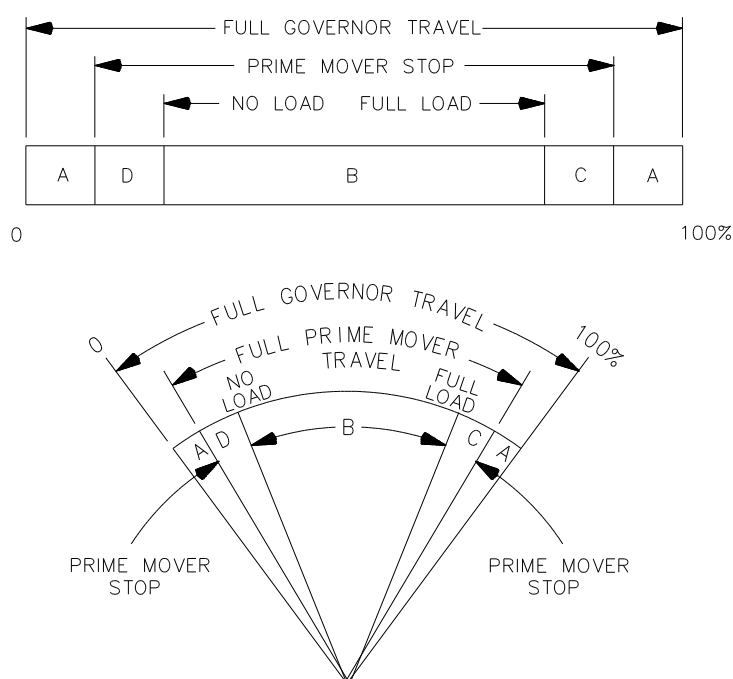 FULL GOVERNOR TRAVEL
PRIME MOVER STOP
NO LOAD FULL LOAD
A D B C A
0 100%
FULL GOVERNOR TRAVEL
0 100%
FULL PRIME MOVER
TRAVEL
NO
LOAD
FULL
LOAD
A D B C A
PRIME MOVER
STOP
PRIME MOVER
STOP